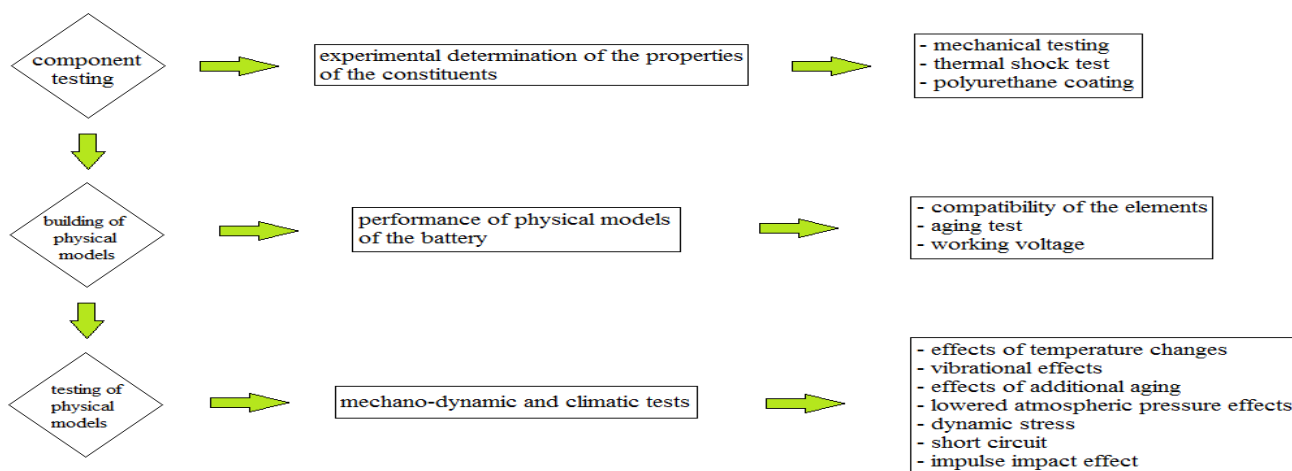 component
testing
experimental determination of the properties
of the constituents
- mechanical testing
- thermal shock test
- polyurethane coating
building of
physical
models
performance of physical models
of the battery
- compatibility of the elements
- aging test
- working voltage
testing of
physical
models
mechano-dynamic and climatic tests
- effects of temperature changes
- vibrational effects
- effects of additional aging
- lowered atmospheric pressure effects
- dynamic stress
- short circuit
- impulse impact effect